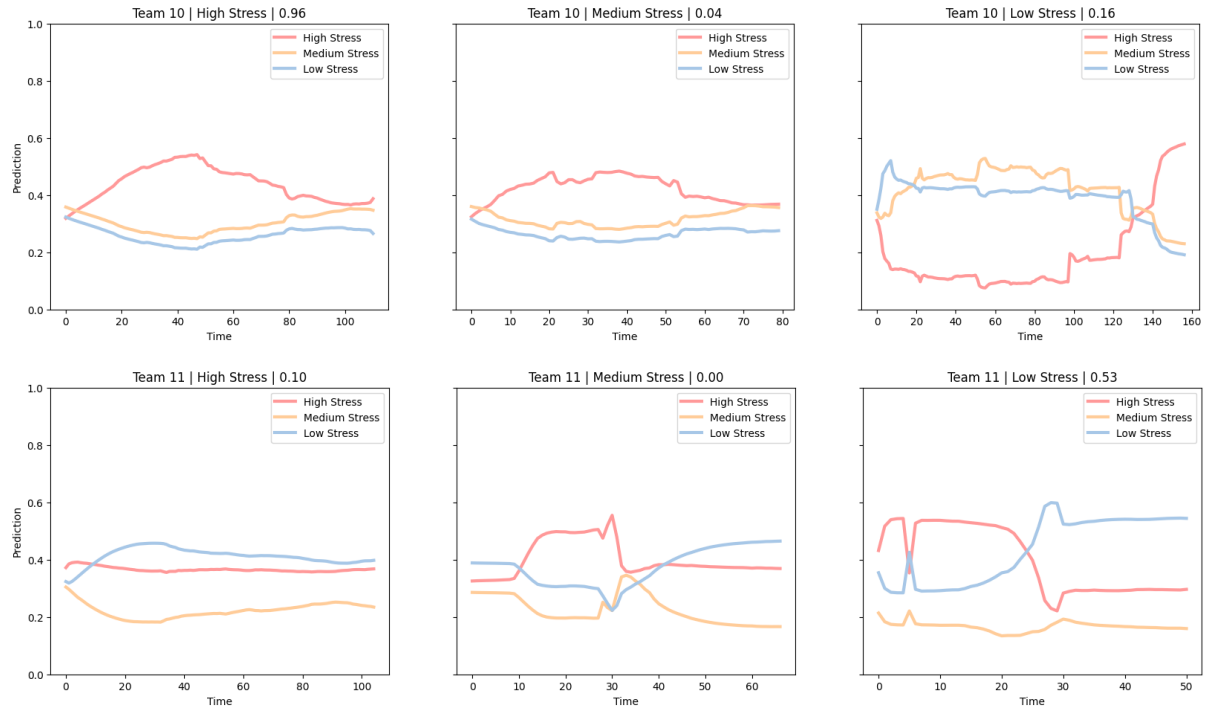 Team 10 | High Stress | 0.96
Team 10 | Medium Stress | 0.04
Team 10 | Low Stress | 0.16
1.0
0.8
0.6
0.4
0.2
0.0
Prediction
High Stress
Medium Stress
Low Stress
High Stress
Medium Stress
Low Stress
High Stress
Medium Stress
Low Stress
0 20 40 60 80 100
0 10 20 30 40 50 60 70 80
0 20 40 60 80 100 120 140 160
Time
Time
Time
Team 11 | High Stress | 0.10
Team 11 | Medium Stress | 0.00
Team 11 | Low Stress | 0.53
1.0
0.8
0.6
0.4
0.2
0.0
Prediction
High Stress
Medium Stress
Low Stress
High Stress
Medium Stress
Low Stress
High Stress
Medium Stress
Low Stress
0 20 40 60 80 100
0 10 20 30 40 50 60
0 10 20 30 40 50
Time
Time
Time